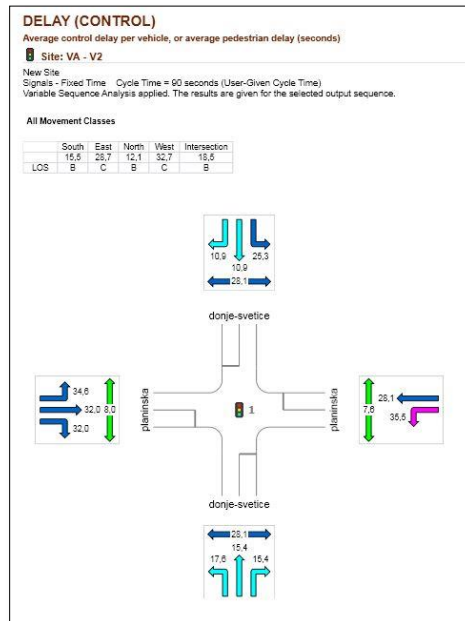 DELAY (CONTROL)
Average control delay per vehicle, or average pedestrian delay (seconds)
Site: VA - V2
New Site
Signals - Fixed Time Cycle Time = 90 seconds (User-Given Cycle Time)
Variable Sequence Analysis applied. The results are given for the selected output sequence.
All Movement Classes
South East North West Intersection
15,5 28,7 12,1 32,7 18,5
LOS B C B C B
10,9 25,3
10,9
28,1
donje-svetice
34,6
32,0 8,0
32,0
planinska
1
planinska
7,6
28,1
35,5
donje-svetice
28,1
15,4
17,6 15,4